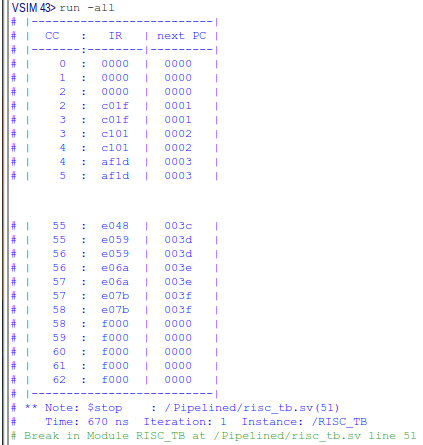 VSIM 43> run -all
# |--------------------------|
# |   CC   :   IR   | next PC |
# |-------:--------|---------|
# |    0  :  0000  |  0000   |
# |    1  :  0000  |  0000   |
# |    2  :  0000  |  0000   |
# |    2  :  c01f  |  0001   |
# |    3  :  c01f  |  0001   |
# |    3  :  c101  |  0002   |
# |    4  :  c101  |  0002   |
# |    4  :  af1d  |  0003   |
# |    5  :  af1d  |  0003   |
# |   55  :  e048  |  003c   |
# |   55  :  e059  |  003d   |
# |   56  :  e059  |  003d   |
# |   56  :  e06a  |  003e   |
# |   57  :  e06a  |  003e   |
# |   57  :  e07b  |  003f   |
# |   58  :  e07b  |  003f   |
# |   58  :  f000  |  0000   |
# |   59  :  f000  |  0000   |
# |   60  :  f000  |  0000   |
# |   61  :  f000  |  0000   |
# |   62  :  f000  |  0000   |
# |--------------------------|
# ** Note: $stop    : /Pipelined/risc_tb.sv(51)
#    Time: 670 ns  Iteration: 1  Instance: /RISC_TB
# Break in Module RISC_TB at /Pipelined/risc_tb.sv line 51